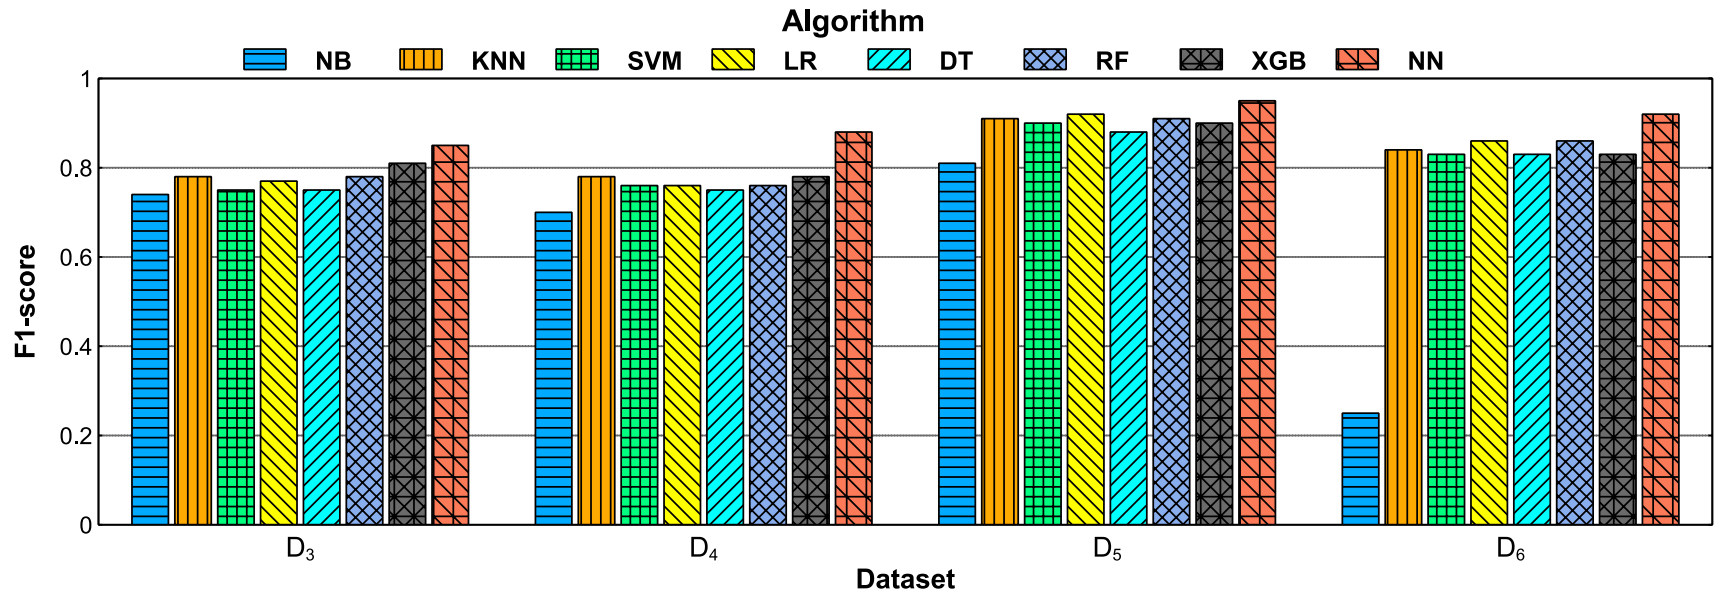 Algorithm
NB KNN SVM LR DT RF XGB NN
1
0.8
0.6
0.4
0.2
0
F1-score
D₃ D₄ D₅ D₆
Dataset